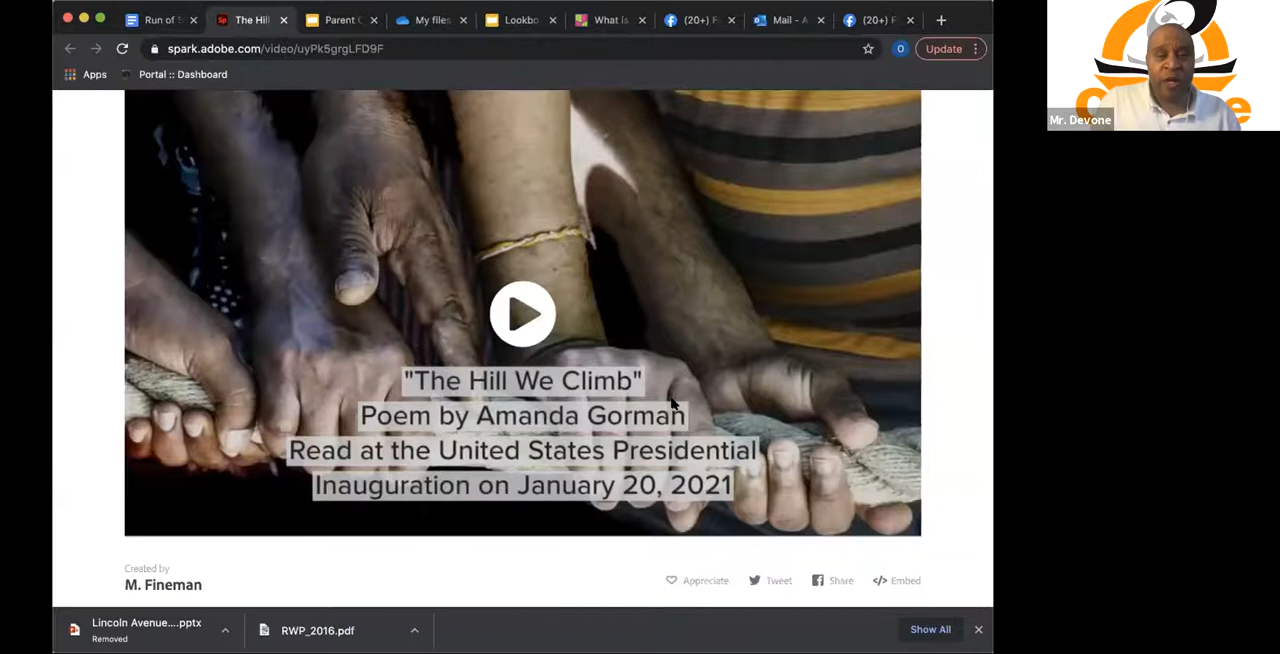 Run of
The Hill
Parent
My files
Lookbo
What is
(20+)
Mail - A
(20+)
spark.adobe.com/video/uyPk5grgLFD9F
O
Update
Apps
Portal :: Dashboard
Mr. Devone
"The Hill We Climb"
Poem by Amanda Gorman
Read at the United States Presidential
Inauguration on January 20, 2021
Created by
M. Fineman
Appreciate
Tweet
Share
Embed
Lincoln Avenue....pptx
Removed
RWP_2016.pdf
Show All